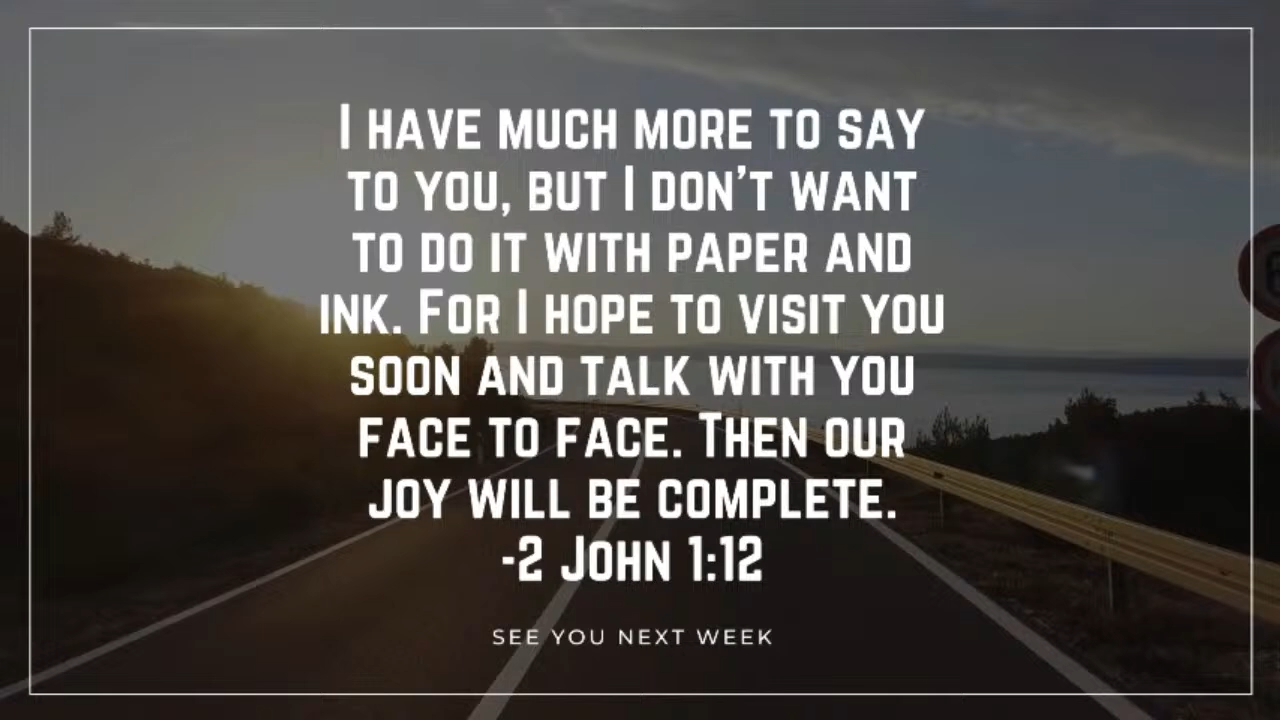 I HAVE MUCH MORE TO SAY
TO YOU, BUT I DON'T WANT
TO DO IT WITH PAPER AND
INK. FOR I HOPE TO VISIT YOU
SOON AND TALK WITH YOU
FACE TO FACE. THEN OUR
JOY WILL BE COMPLETE.
-2 JOHN 1:12
SEE YOU NEXT WEEK